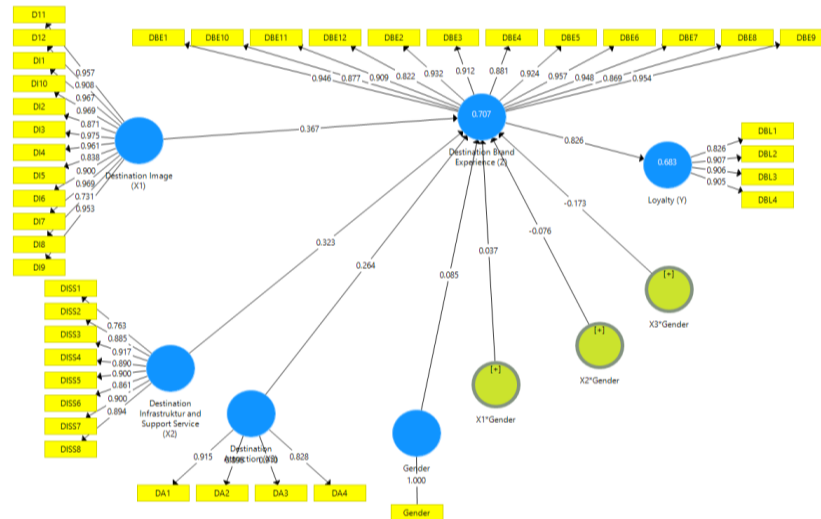 DI11
DI12
DI1
DI10
DI2
DI3
DI4
DI5
DI6
DI7
DI8
DI9
0.957
0.908
0.967
0.969
0.871
0.975
0.961
0.838
0.900
0.969
0.731
0.953
Destination Image
(X1)
0.367
DBE1 DBE10 DBE11 DBE12 DBE2 DBE3 DBE4 DBE5 DBE6 DBE7 DBE8 DBE9
0.946 0.877 0.909 0.822 0.932 0.912 0.881 0.924 0.957 0.948 0.869 0.954
0.707
Destination Brand
Experience (Z)
0.826
0.683
Loyalty (Y)
0.826
0.907
0.906
0.905
DBL1
DBL2
DBL3
DBL4
-0.173
-0.076
0.037
0.085
0.264
0.323
[+]
X3*Gender
[+]
X2*Gender
[+]
X1*Gender
DISS1
DISS2
DISS3
DISS4
DISS5
DISS6
DISS7
DISS8
0.763
0.885
0.917
0.890
0.900
0.861
0.900
0.894
Destination
Infrastruktur and
Support Service
(X2)
Destination
0.915
0.828
DA1 DA2 DA3 DA4
Gender
1.000
Gender